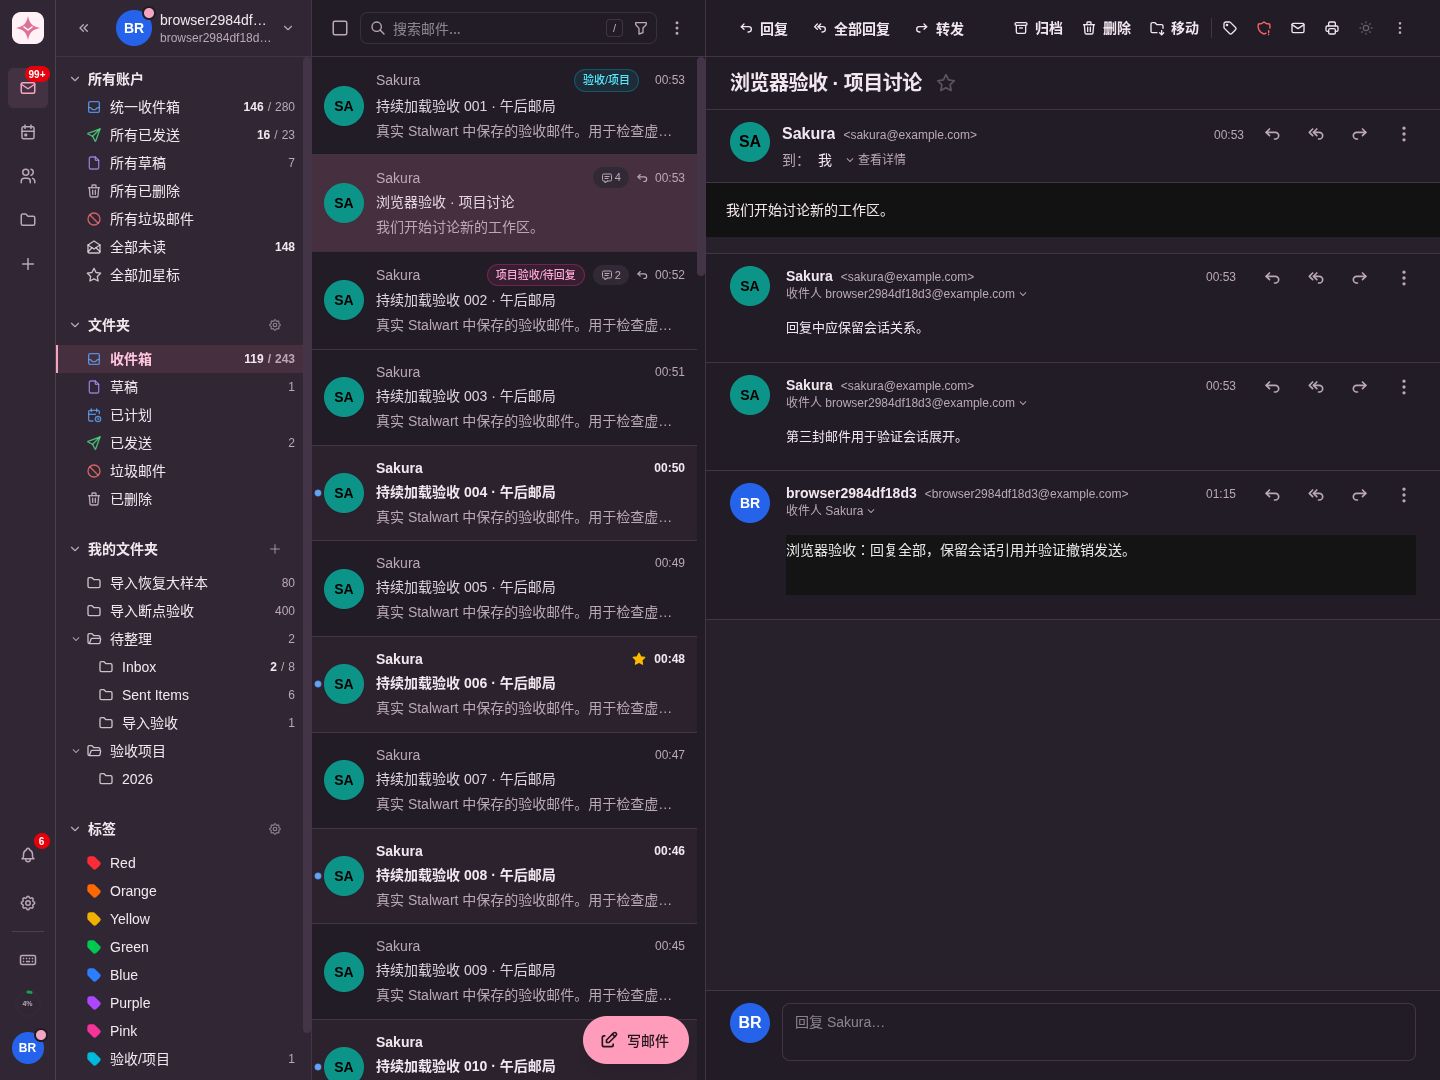 99+
6
4%
BR
BR
browser2984df…
browser2984df18d…
所有账户
统一收件箱 146 / 280
所有已发送 16 / 23
所有草稿 7
所有已删除
所有垃圾邮件
全部未读 148
全部加星标
文件夹
收件箱 119 / 243
草稿 1
已计划
已发送 2
垃圾邮件
已删除
我的文件夹
导入恢复大样本 80
导入断点验收 400
待整理 2
Inbox 2 / 8
Sent Items 6
导入验收 1
验收项目
2026
标签
Red
Orange
Yellow
Green
Blue
Purple
Pink
验收/项目 1
搜索邮件... /
SA
Sakura 验收/项目 00:53
持续加载验收 001 · 午后邮局
真实 Stalwart 中保存的验收邮件。用于检查虚…
SA
Sakura 4 00:53
浏览器验收 · 项目讨论
我们开始讨论新的工作区。
SA
Sakura 项目验收/待回复 2 00:52
持续加载验收 002 · 午后邮局
真实 Stalwart 中保存的验收邮件。用于检查虚…
SA
Sakura 00:51
持续加载验收 003 · 午后邮局
真实 Stalwart 中保存的验收邮件。用于检查虚…
SA
Sakura 00:50
持续加载验收 004 · 午后邮局
真实 Stalwart 中保存的验收邮件。用于检查虚…
SA
Sakura 00:49
持续加载验收 005 · 午后邮局
真实 Stalwart 中保存的验收邮件。用于检查虚…
SA
Sakura 00:48
持续加载验收 006 · 午后邮局
真实 Stalwart 中保存的验收邮件。用于检查虚…
SA
Sakura 00:47
持续加载验收 007 · 午后邮局
真实 Stalwart 中保存的验收邮件。用于检查虚…
SA
Sakura 00:46
持续加载验收 008 · 午后邮局
真实 Stalwart 中保存的验收邮件。用于检查虚…
SA
Sakura 00:45
持续加载验收 009 · 午后邮局
真实 Stalwart 中保存的验收邮件。用于检查虚…
SA
Sakura
持续加载验收 010 · 午后邮局
写邮件
回复 全部回复 转发 归档 删除 移动
浏览器验收 · 项目讨论
SA
Sakura <sakura@example.com> 00:53
到： 我 查看详情
我们开始讨论新的工作区。
SA
Sakura <sakura@example.com> 00:53
收件人 browser2984df18d3@example.com
回复中应保留会话关系。
SA
Sakura <sakura@example.com> 00:53
收件人 browser2984df18d3@example.com
第三封邮件用于验证会话展开。
BR
browser2984df18d3 <browser2984df18d3@example.com> 01:15
收件人 Sakura
浏览器验收：回复全部，保留会话引用并验证撤销发送。
BR
回复 Sakura…